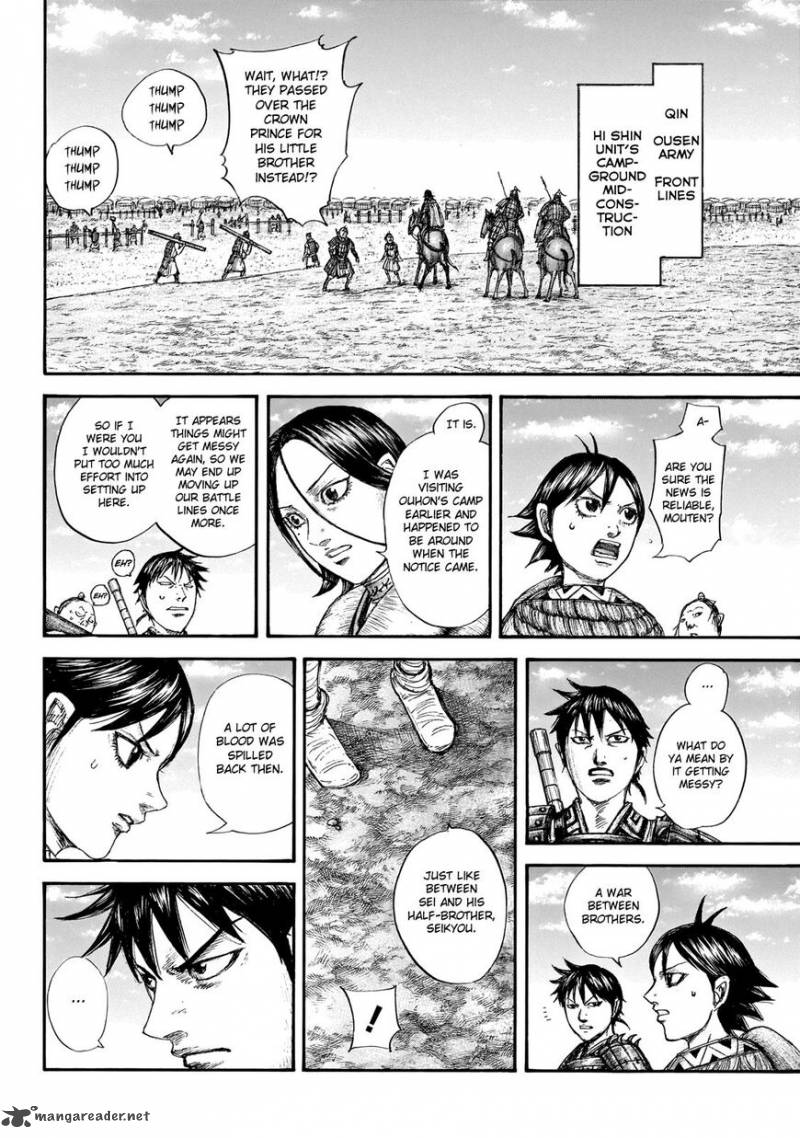 QIN
OUSEN
ARMY
FRONT
LINES
HI SHIN
UNIT'S
CAMP-
GROUND
MID-
CONS-
TRUC-
TION
WAIT, WHAT!?
THEY PASSED
OVER THE
CROWN
PRINCE FOR
HIS LITTLE
BROTHER
INSTEAD!?
THUMP
THUMP
THUMP
THUMP
THUMP
THUMP
A-
ARE YOU
SURE THE
NEWS IS
RELIABLE,
MOUTEN?
IT IS.
I WAS
VISITING
OUHON'S CAMP
EARLIER AND
HAPPENED TO
BE AROUND
WHEN THE
NOTICE CAME.
IT APPEARS
THINGS MIGHT
GET MESSY
AGAIN, SO WE
MAY END UP
MOVING UP
OUR BATTLE
LINES ONCE
MORE.
SO IF I
WERE YOU
I WOULDN'T
PUT TOO MUCH
EFFORT INTO
SETTING UP
HERE.
EH?
EH?
...
WHAT DO
YA MEAN BY
IT GETTING
MESSY?
A WAR
BETWEEN
BROTHERS.
JUST LIKE
BETWEEN
SEI AND HIS
HALF-BROTHER,
SEIKYOU.
!
A LOT OF
BLOOD WAS
SPILLED
BACK THEN.
...
mangareader.net